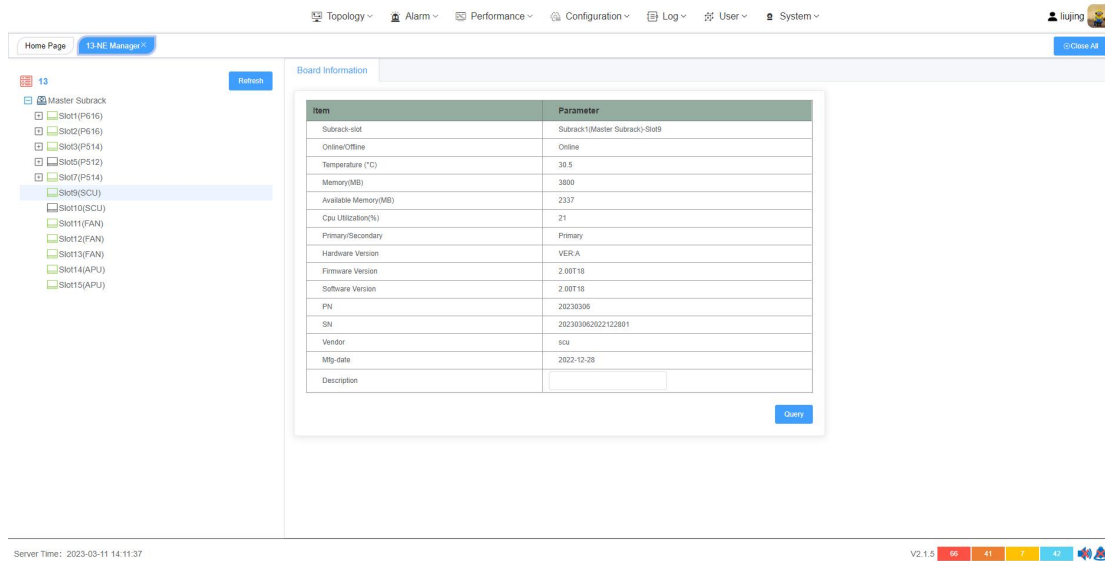 Topology Alarm Performance Configuration Log User System liujing
Home Page 13-NE Manager Close All
13 Refresh
Master Subrack
Slot1(P616)
Slot2(P616)
Slot3(P514)
Slot5(P512)
Slot7(P514)
Slot9(SCU)
Slot10(SCU)
Slot11(FAN)
Slot12(FAN)
Slot13(FAN)
Slot14(APU)
Slot15(APU)
Board Information
Item Parameter
Subrack-slot Subrack1(Master Subrack)-Slot9
Online/Offline Online
Temperature (°C) 30.5
Memory(MB) 3800
Available Memory(MB) 2337
Cpu Utilization(%) 21
Primary/Secondary Primary
Hardware Version VER.A
Firmware Version 2.00T18
Software Version 2.00T18
PN 20230306
SN 202303062022122801
Vendor scu
Mfg-date 2022-12-28
Description
Query
Server Time: 2023-03-11 14:11:37 V2.1.5 66 41 7 42